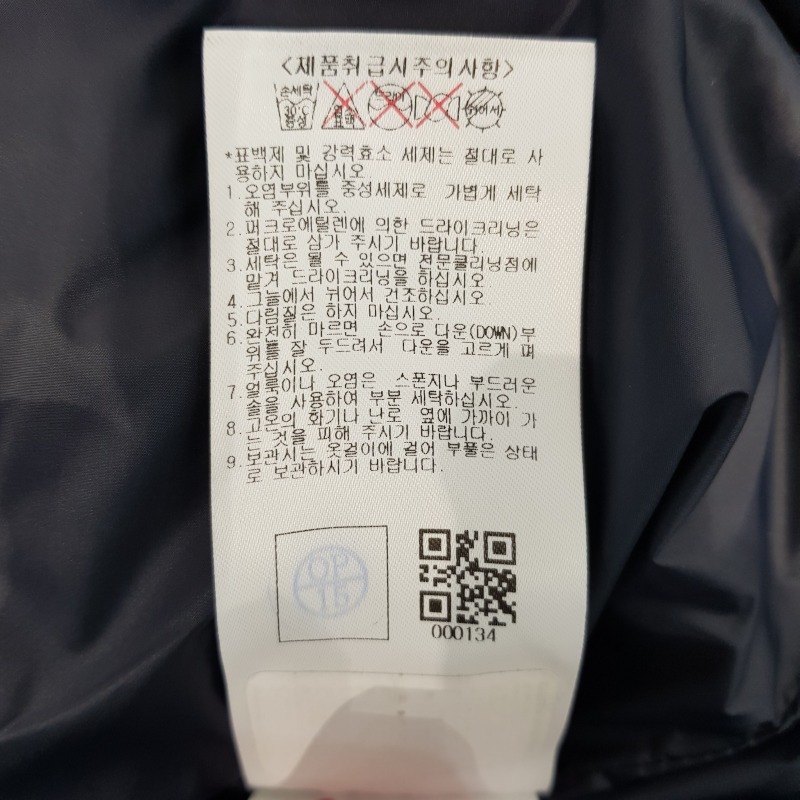 <제품취급시주의사항>
손세탁 30℃ 중성 염소 표백 드라이 뉘어서
*표백제 및 강력효소 세제는 절대로 사
용하지 마십시오
1. 오염부위를 중성세제로 가볍게 세탁
해 주십시오.
2. 퍼크로에틸렌에 의한 드라이크리닝은
절대로 삼가 주시기 바랍니다.
3. 세탁은 될 수 있으면 전문클리닝점에
맡겨 드라이크리닝을 하십시오
4. 그늘에서 뉘어서 건조하십시오
5. 다림질은 하지 마십시오.
6. 완전히 마르면 손으로 다운(DOWN)부
위를 잘 두드려서 다운을 고르게 펴
주십시오.
7. 얼룩이나 오염은 스폰지나 부드러운
솔을 사용하여 부분 세탁하십시오.
8. 고온의 화기나 난로 옆에 가까이 가
는 것을 피해 주시기 바랍니다.
9. 보관시는 옷걸이에 걸어 부풀은 상태
로 보관하시기 바랍니다.
OP
15
000134